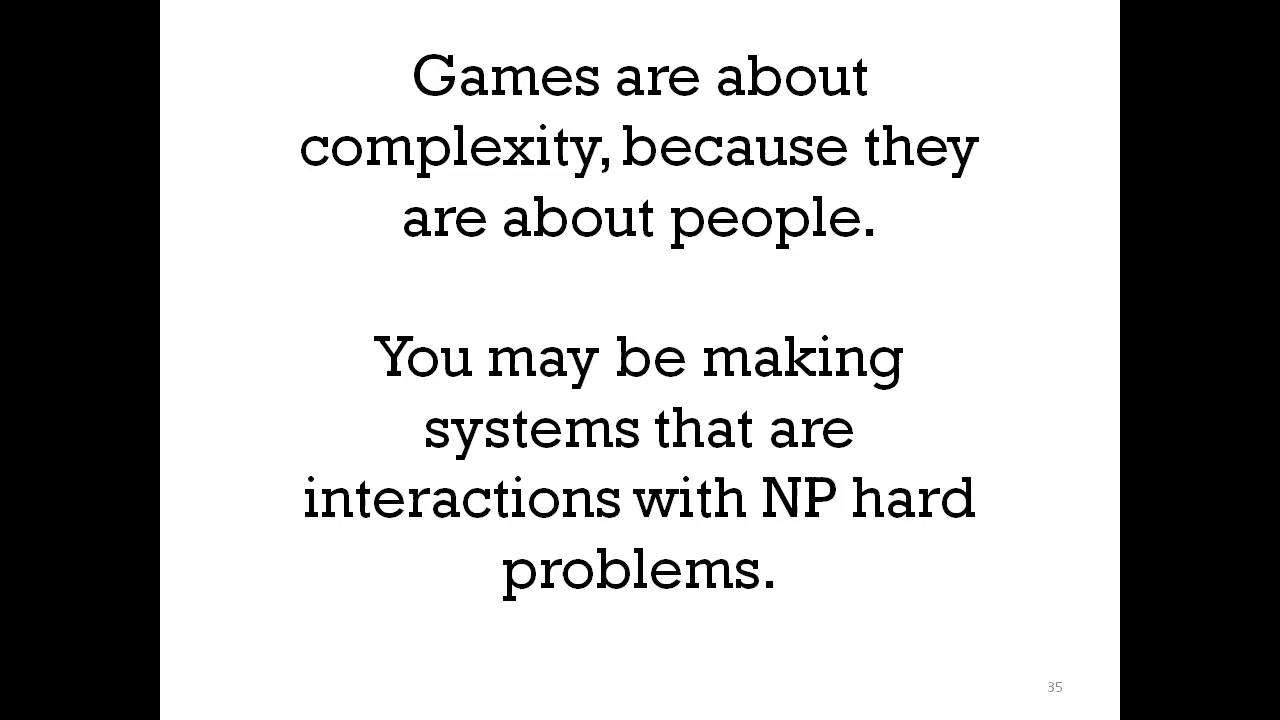 Games are about
complexity, because they
are about people.
You may be making
systems that are
interactions with NP hard
problems.
35